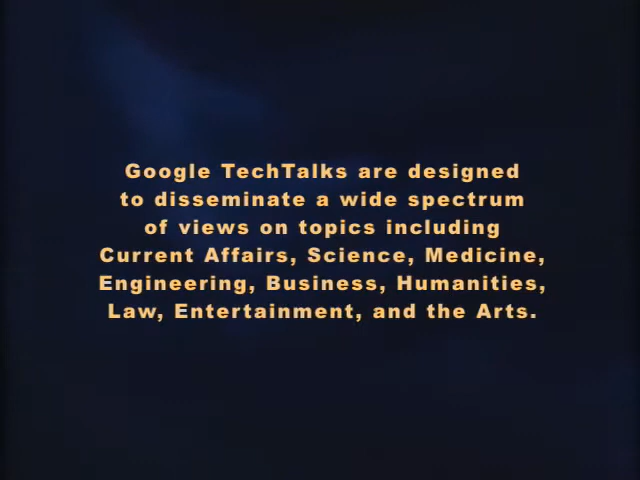 Google TechTalks are designed
to disseminate a wide spectrum
of views on topics including
Current Affairs, Science, Medicine,
Engineering, Business, Humanities,
Law, Entertainment, and the Arts.